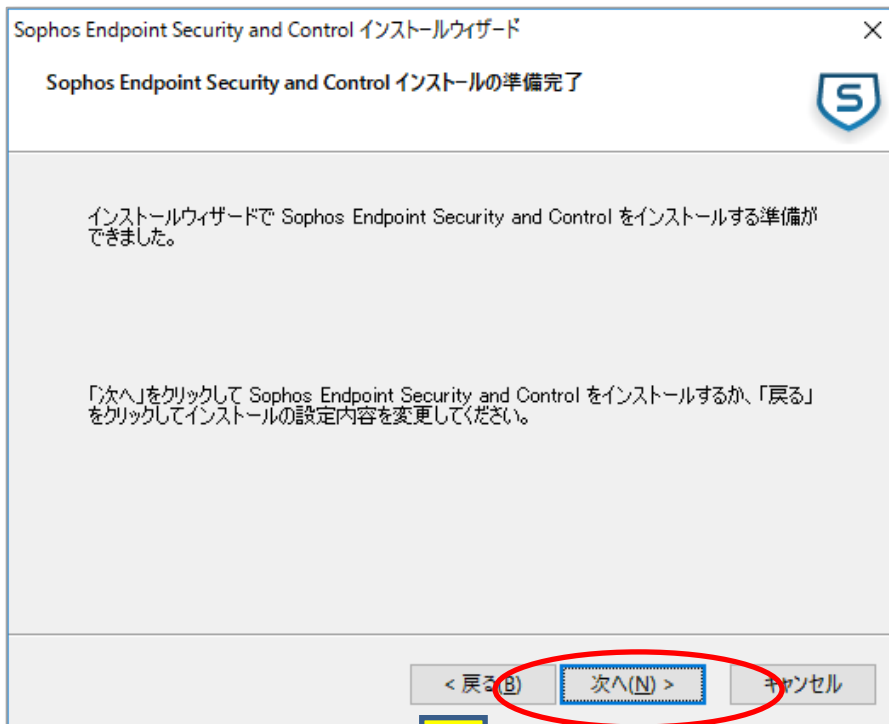 Sophos Endpoint Security and Control インストールウィザード
Sophos Endpoint Security and Control インストールの準備完了
S
インストールウィザードで Sophos Endpoint Security and Control をインストールする準備が
できました。
「次へ」をクリックして Sophos Endpoint Security and Control をインストールするか、「戻る」
をクリックしてインストールの設定内容を変更してください。
< 戻る(B) 次へ(N) > キャンセル